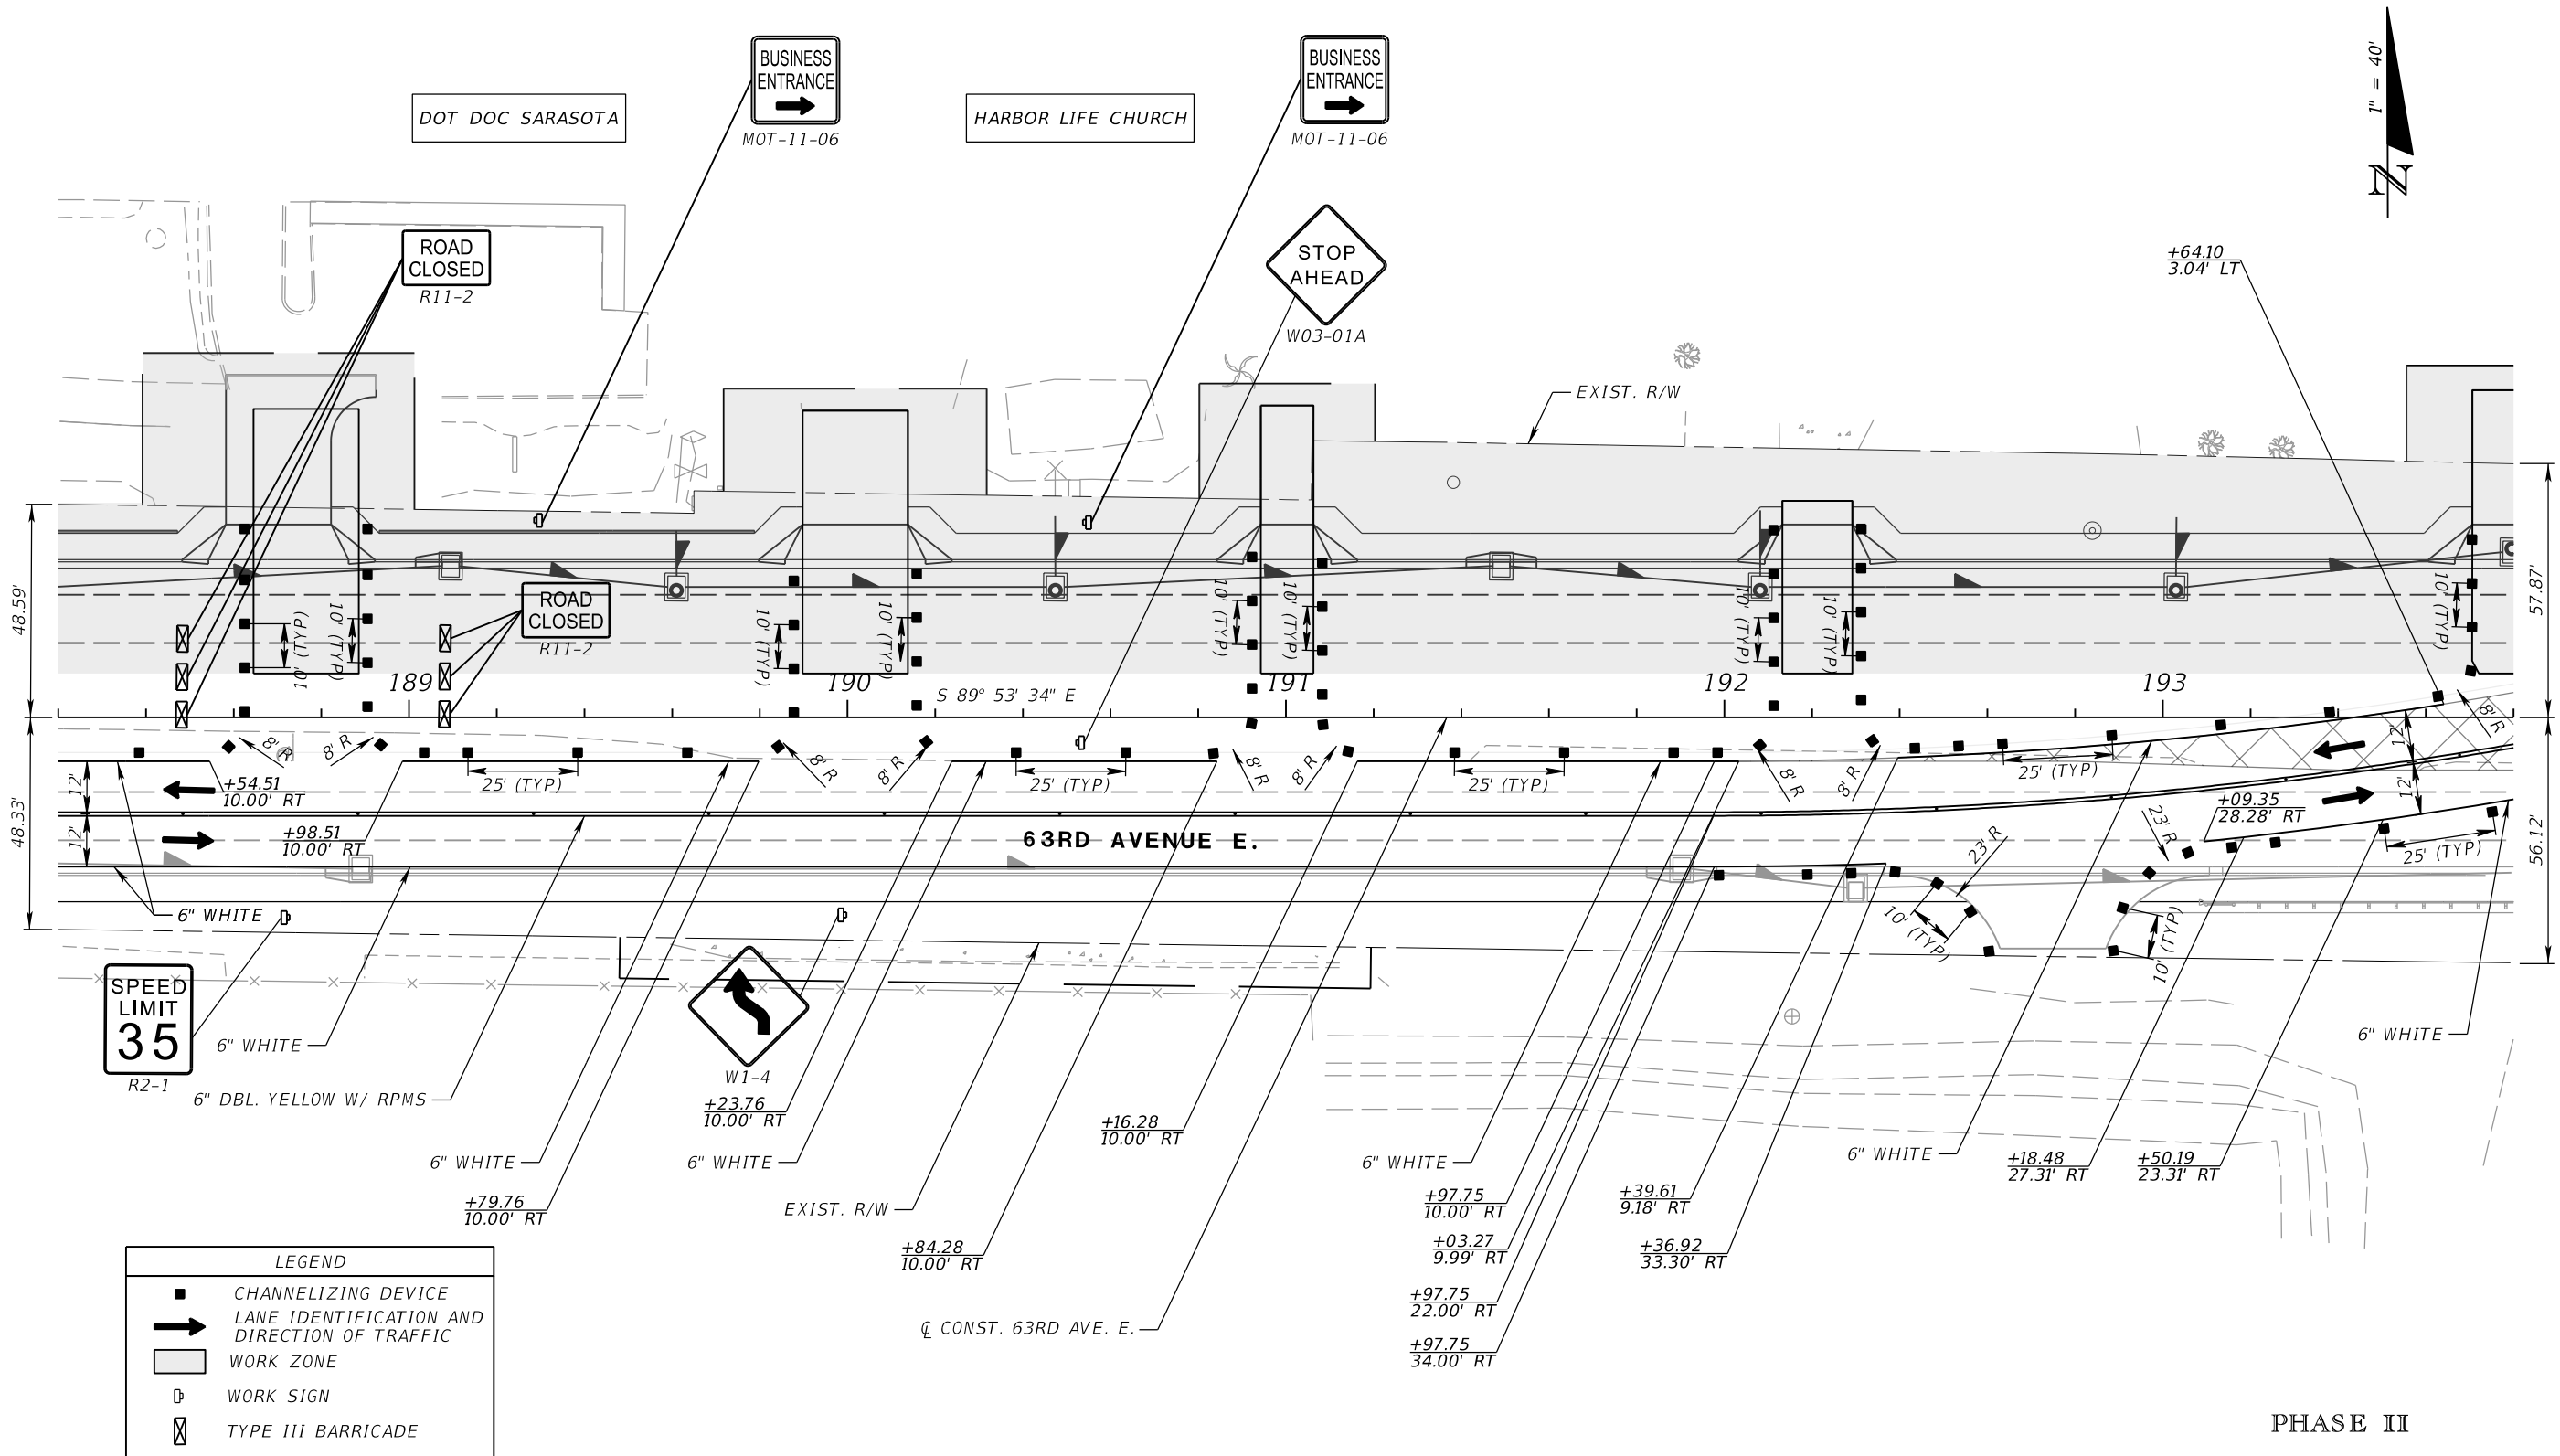 BUSINESS
ENTRANCE
MOT-11-06
BUSINESS
ENTRANCE
MOT-11-06
DOT DOC SARASOTA
HARBOR LIFE CHURCH
1" = 40'
N
ROAD
CLOSED
R11-2
STOP
AHEAD
W03-01A
+64.10
3.04' LT
EXIST. R/W
48.59'
57.87'
ROAD
CLOSED
R11-2
10' (TYP)
10' (TYP)
10' (TYP)
10' (TYP)
10' (TYP)
10' (TYP)
10' (TYP)
10' (TYP)
10' (TYP)
189
190
191
192
193
S 89° 53' 34" E
8' R
8' R
8' R
8' R
8' R
8' R
8' R
8' R
8' R
25' (TYP)
25' (TYP)
25' (TYP)
25' (TYP)
12'
12'
12'
12'
+54.51
10.00' RT
+98.51
10.00' RT
+09.35
28.28' RT
48.33'
56.12'
63RD AVENUE E.
23' R
23' R
25' (TYP)
10' (TYP)
10' (TYP)
6" WHITE
SPEED
LIMIT
35
R2-1
6" WHITE
6" DBL. YELLOW W/ RPMS
W1-4
+23.76
10.00' RT
+16.28
10.00' RT
6" WHITE
6" WHITE
6" WHITE
6" WHITE
6" WHITE
+18.48
27.31' RT
+50.19
23.31' RT
+79.76
10.00' RT
EXIST. R/W
+97.75
10.00' RT
+39.61
9.18' RT
+84.28
10.00' RT
+03.27
9.99' RT
+36.92
33.30' RT
+97.75
22.00' RT
℄ CONST. 63RD AVE. E.
+97.75
34.00' RT
LEGEND
CHANNELIZING DEVICE
LANE IDENTIFICATION AND
DIRECTION OF TRAFFIC
WORK ZONE
WORK SIGN
TYPE III BARRICADE
PHASE II